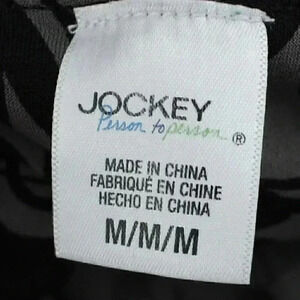 JOCKEY
Person to person ®
MADE IN CHINA
FABRIQUÉ EN CHINE
HECHO EN CHINA
M/M/M